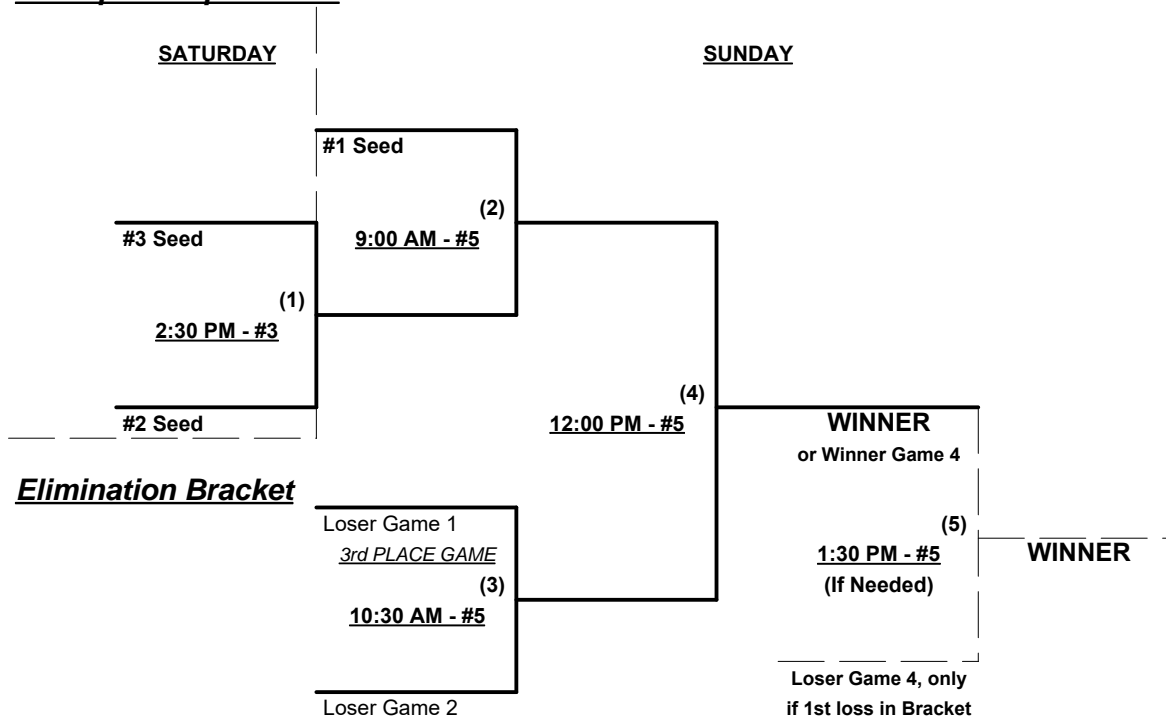 SATURDAY
SUNDAY
#1 Seed
(2)
9:00 AM - #5
#3 Seed
(1)
2:30 PM - #3
#2 Seed
(4)
12:00 PM - #5
WINNER
or Winner Game 4
Elimination Bracket
Loser Game 1
3rd PLACE GAME
(3)
10:30 AM - #5
Loser Game 2
(5)
1:30 PM - #5
(If Needed)
WINNER
Loser Game 4, only
if 1st loss in Bracket